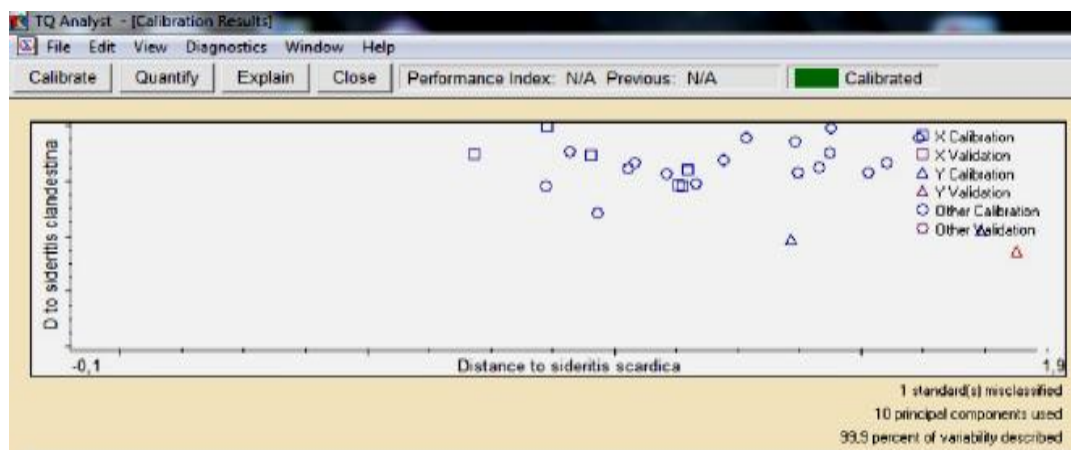 TQ Analyst - [Calibration Results]
File Edit View Diagnostics Window Help
Calibrate Quantify Explain Close Performance Index: N/A Previous: N/A Calibrated
D to sideritis clandestina
X Calibration
X Validation
Y Calibration
Y Validation
Other Calibration
Other Validation
-0,1 Distance to sideritis scardica 1,9
1 standard(s) misclassified
10 principal components used
99,9 percent of variability described